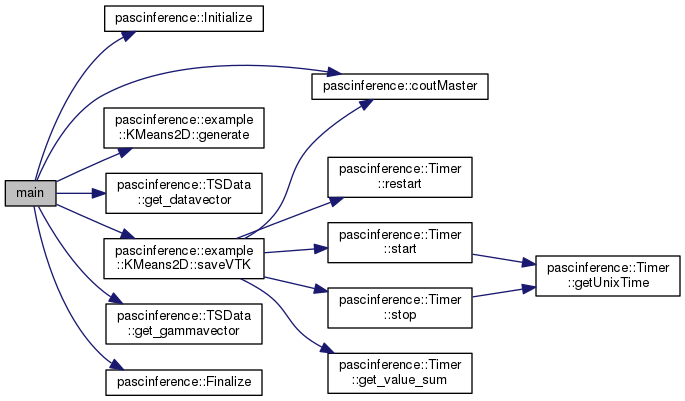 main
pascinference::Initialize
pascinference::coutMaster
pascinference::example
::KMeans2D::generate
pascinference::TSData
::get_datavector
pascinference::example
::KMeans2D::saveVTK
pascinference::TSData
::get_gammavector
pascinference::Finalize
pascinference::Timer
::restart
pascinference::Timer
::start
pascinference::Timer
::stop
pascinference::Timer
::get_value_sum
pascinference::Timer
::getUnixTime